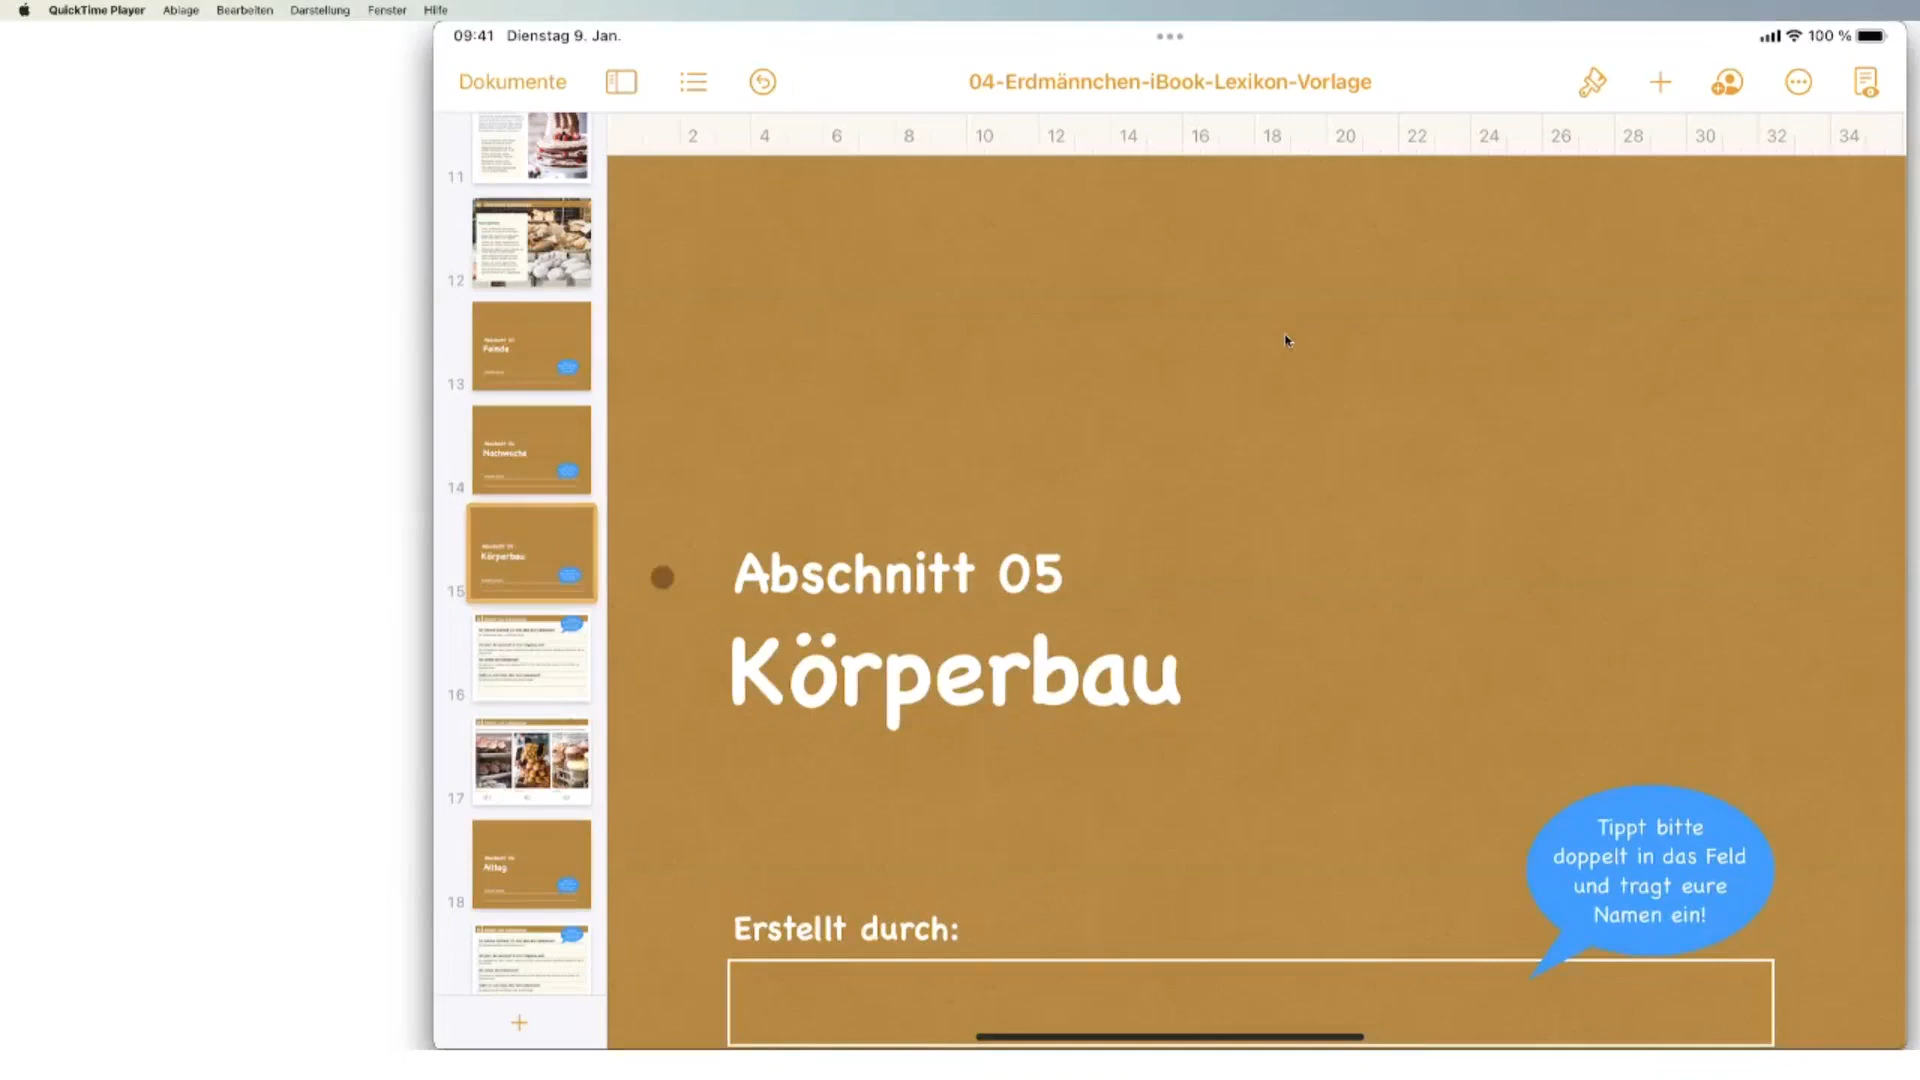 QuickTime Player Ablage Bearbeiten Darstellung Fenster Hilfe
09:41 Dienstag 9. Jan.
100 %
Dokumente
04-Erdmännchen-iBook-Lexikon-Vorlage
2 4 6 8 10 12 14 16 18 20 22 24 26 28 30 32 34
11
12
Feinde
13
Nachwuchs
14
Abschnitt 05
Körperbau
15
16
17
Alltag
18
Abschnitt 05
Körperbau
Tippt bitte
doppelt in das Feld
und tragt eure
Namen ein!
Erstellt durch: